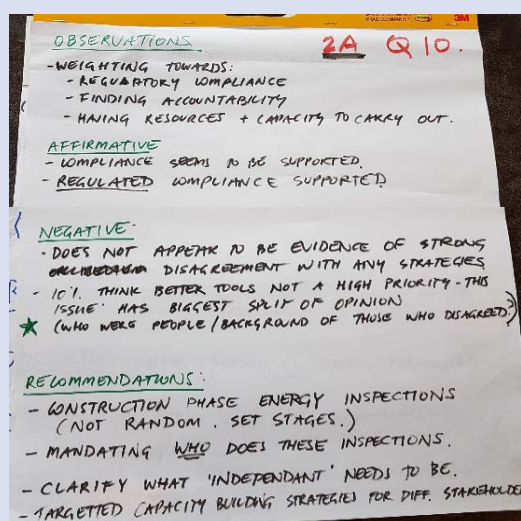 3M
OBSERVATIONS
2A Q 10.
- WEIGHTING TOWARDS:
- REGULATORY COMPLIANCE
- FINDING ACCOUNTABILITY
- HAVING RESOURCES + CAPACITY TO CARRY OUT.
AFFIRMATIVE
- COMPLIANCE SEEMS TO BE SUPPORTED.
- REGULATED COMPLIANCE SUPPORTED
NEGATIVE:
- DOES NOT APPEAR TO BE EVIDENCE OF STRONG
DISAGREEMENT WITH ANY STRATEGIES
- 10%. THINK BETTER TOOLS NOT A HIGH PRIORITY - THIS
ISSUE HAS BIGGEST SPLIT OF OPINION
★ (WHO WERE PEOPLE / BACKGROUND OF THOSE WHO DISAGREED?)
RECOMMENDATIONS:
- CONSTRUCTION PHASE ENERGY INSPECTIONS
(NOT RANDOM. SET STAGES.)
- MANDATING WHO DOES THESE INSPECTIONS.
- CLARIFY WHAT 'INDEPENDANT' NEEDS TO BE.
- TARGETTED CAPACITY BUILDING STRATEGIES FOR DIFF. STAKEHOLDE